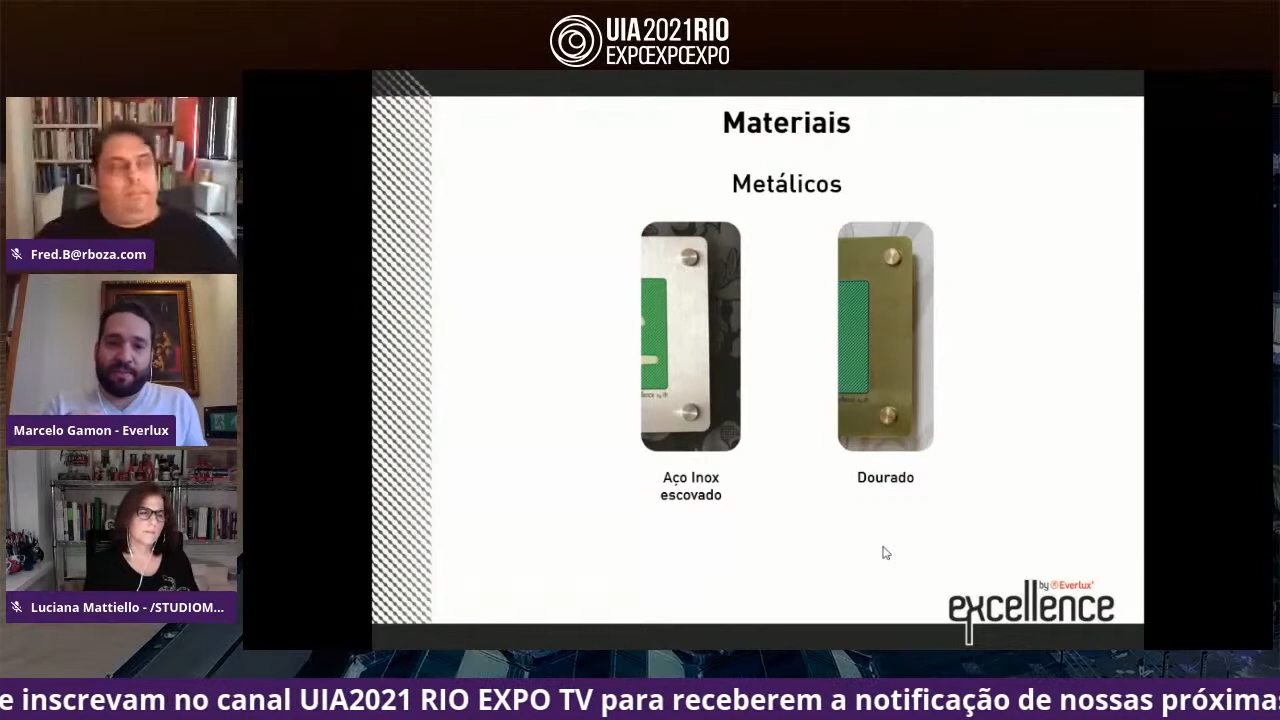 UIA2021RIO
EXPOEXPOEXPO
Materiais
Metálicos
Aço Inox
escovado
Dourado
by Everlux
excellence
Fred.B@rboza.com
Marcelo Gamon - Everlux
Luciana Mattiello - /STUDIOM...
e inscrevam no canal UIA2021 RIO EXPO TV para receberem a notificação de nossas próxima